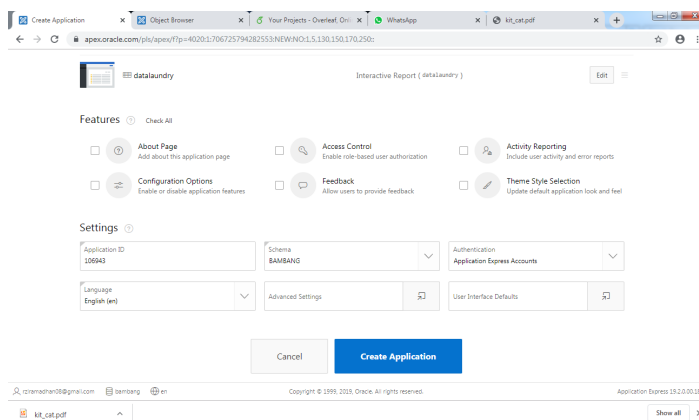 Create Application
Object Browser
Your Projects - Overleaf, Onli
WhatsApp
kit_cat.pdf
apex.oracle.com/pls/apex/f?p=4020:1:706725794282553:NEW:NO:1,5,130,150,170,250::
datalaundry
Interactive Report ( datalaundry )
Edit
Features
Check All
About Page
Add about this application page
Access Control
Enable role-based user authorization
Activity Reporting
Include user activity and error reports
Configuration Options
Enable or disable application features
Feedback
Allow users to provide feedback
Theme Style Selection
Update default application look and feel
Settings
Application ID
106943
Schema
BAMBANG
Authentication
Application Express Accounts
Language
English (en)
Advanced Settings
User Interface Defaults
Cancel
Create Application
bambang
en
Copyright © 1999, 2019, Oracle. All rights reserved.
Application Express 19.2.0.00.18
kit_cat.pdf
Show all